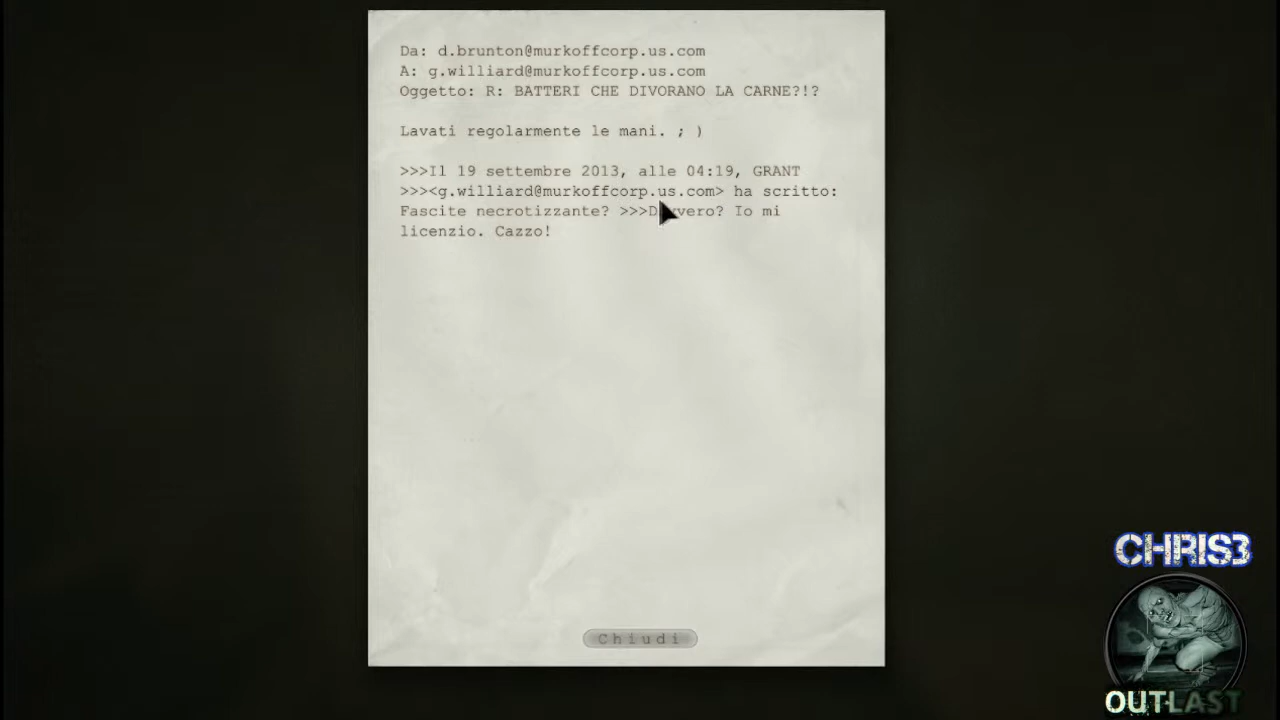 Da: d.brunton@murkoffcorp.us.com
A: g.williard@murkoffcorp.us.com
Oggetto: R: BATTERI CHE DIVORANO LA CARNE?!?
Lavati regolarmente le mani. ; )
>>>Il 19 settembre 2013, alle 04:19, GRANT
>>><g.williard@murkoffcorp.us.com> ha scritto:
Fascite necrotizzante? >>>Davvero? Io mi
licenzio. Cazzo!
Chiudi
CHRIS3
OUTLAST